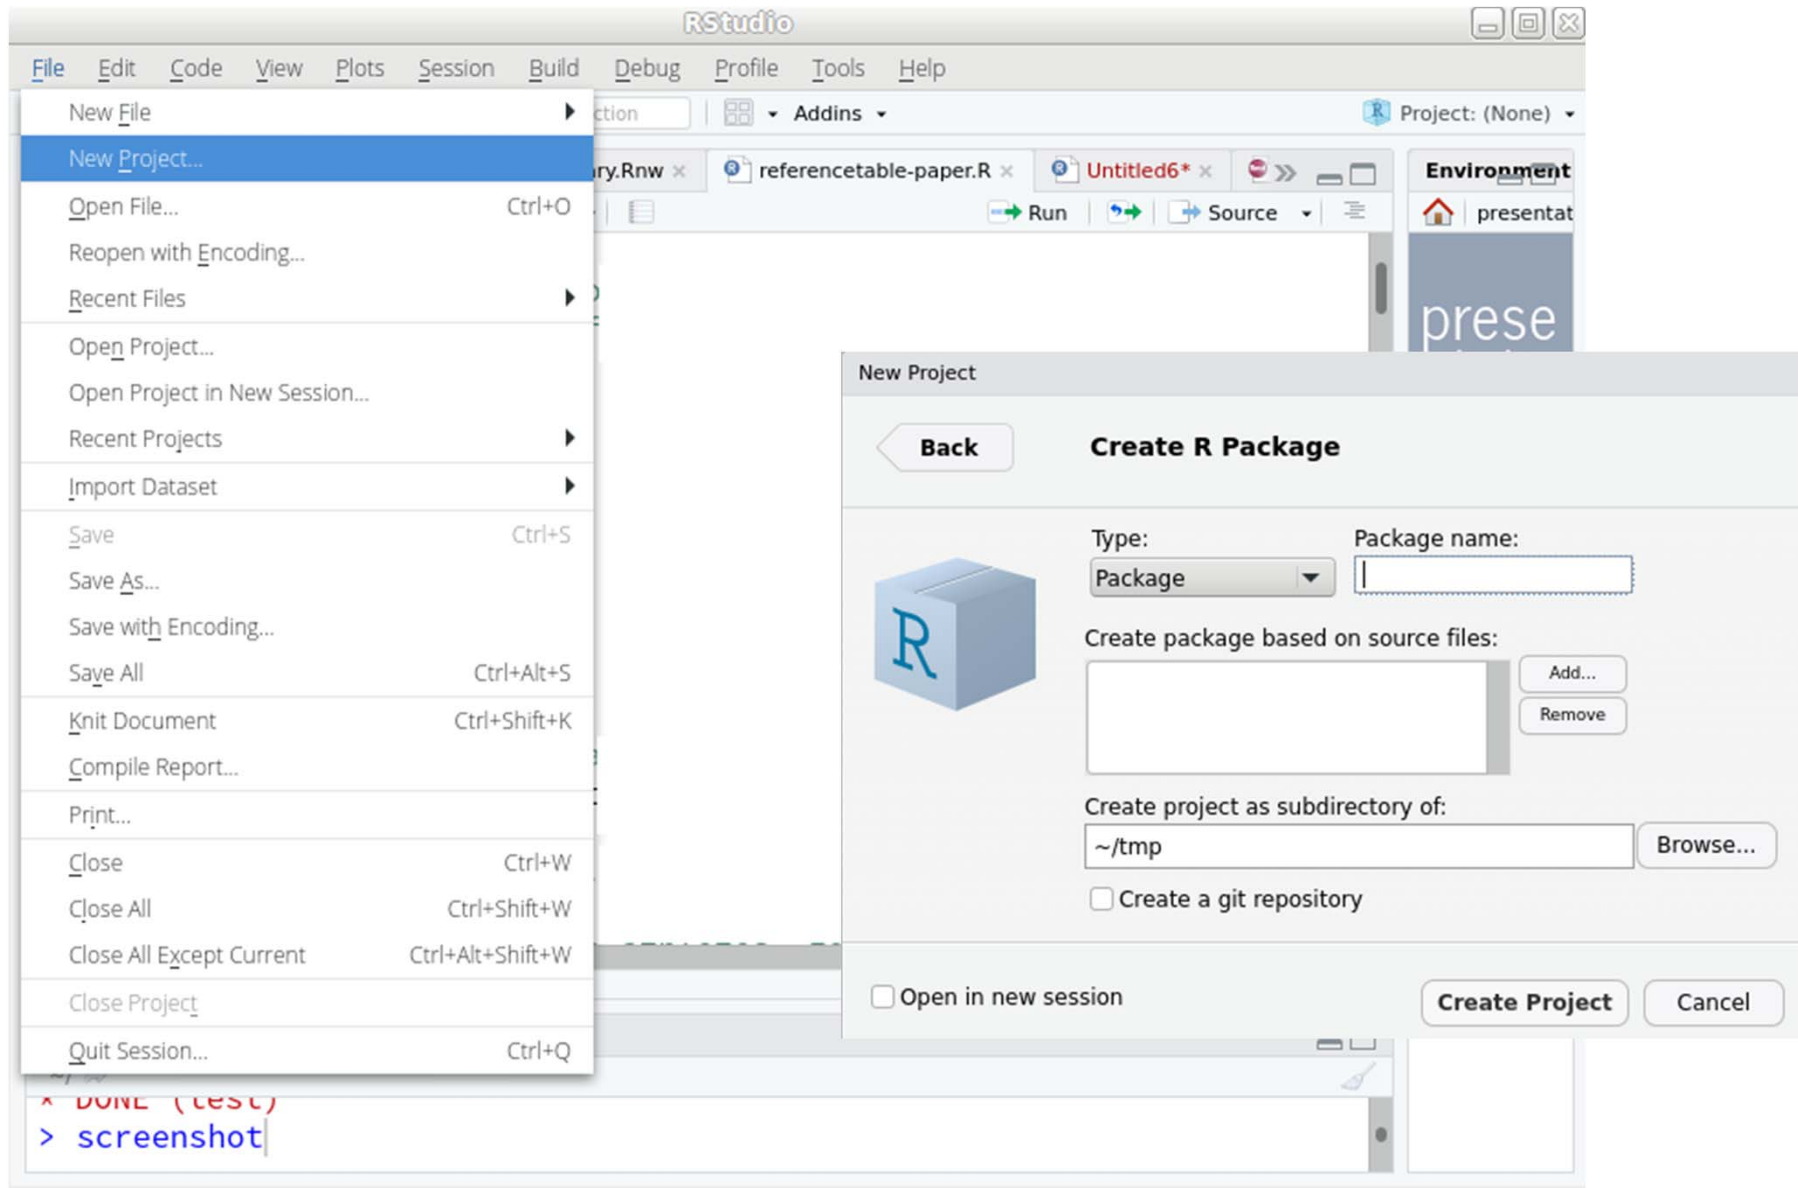 RStudio
File Edit Code View Plots Session Build Debug Profile Tools Help
New File
ction
Addins
Project: (None)
New Project...
ry.Rnw
referencetable-paper.R
Untitled6*
Environment
Open File... Ctrl+O
Run
Source
presentat
Reopen with Encoding...
Recent Files
prese
Open Project...
Open Project in New Session...
Recent Projects
Import Dataset
Save Ctrl+S
Save As...
Save with Encoding...
Save All Ctrl+Alt+S
Knit Document Ctrl+Shift+K
Compile Report...
Print...
Close Ctrl+W
Close All Ctrl+Shift+W
Close All Except Current Ctrl+Alt+Shift+W
Close Project
Quit Session... Ctrl+Q
New Project
Back
Create R Package
Type:
Package name:
Package
R
Create package based on source files:
Add...
Remove
Create project as subdirectory of:
~/tmp
Browse...
Create a git repository
Open in new session
Create Project
Cancel
* DONE (test)
> screenshot